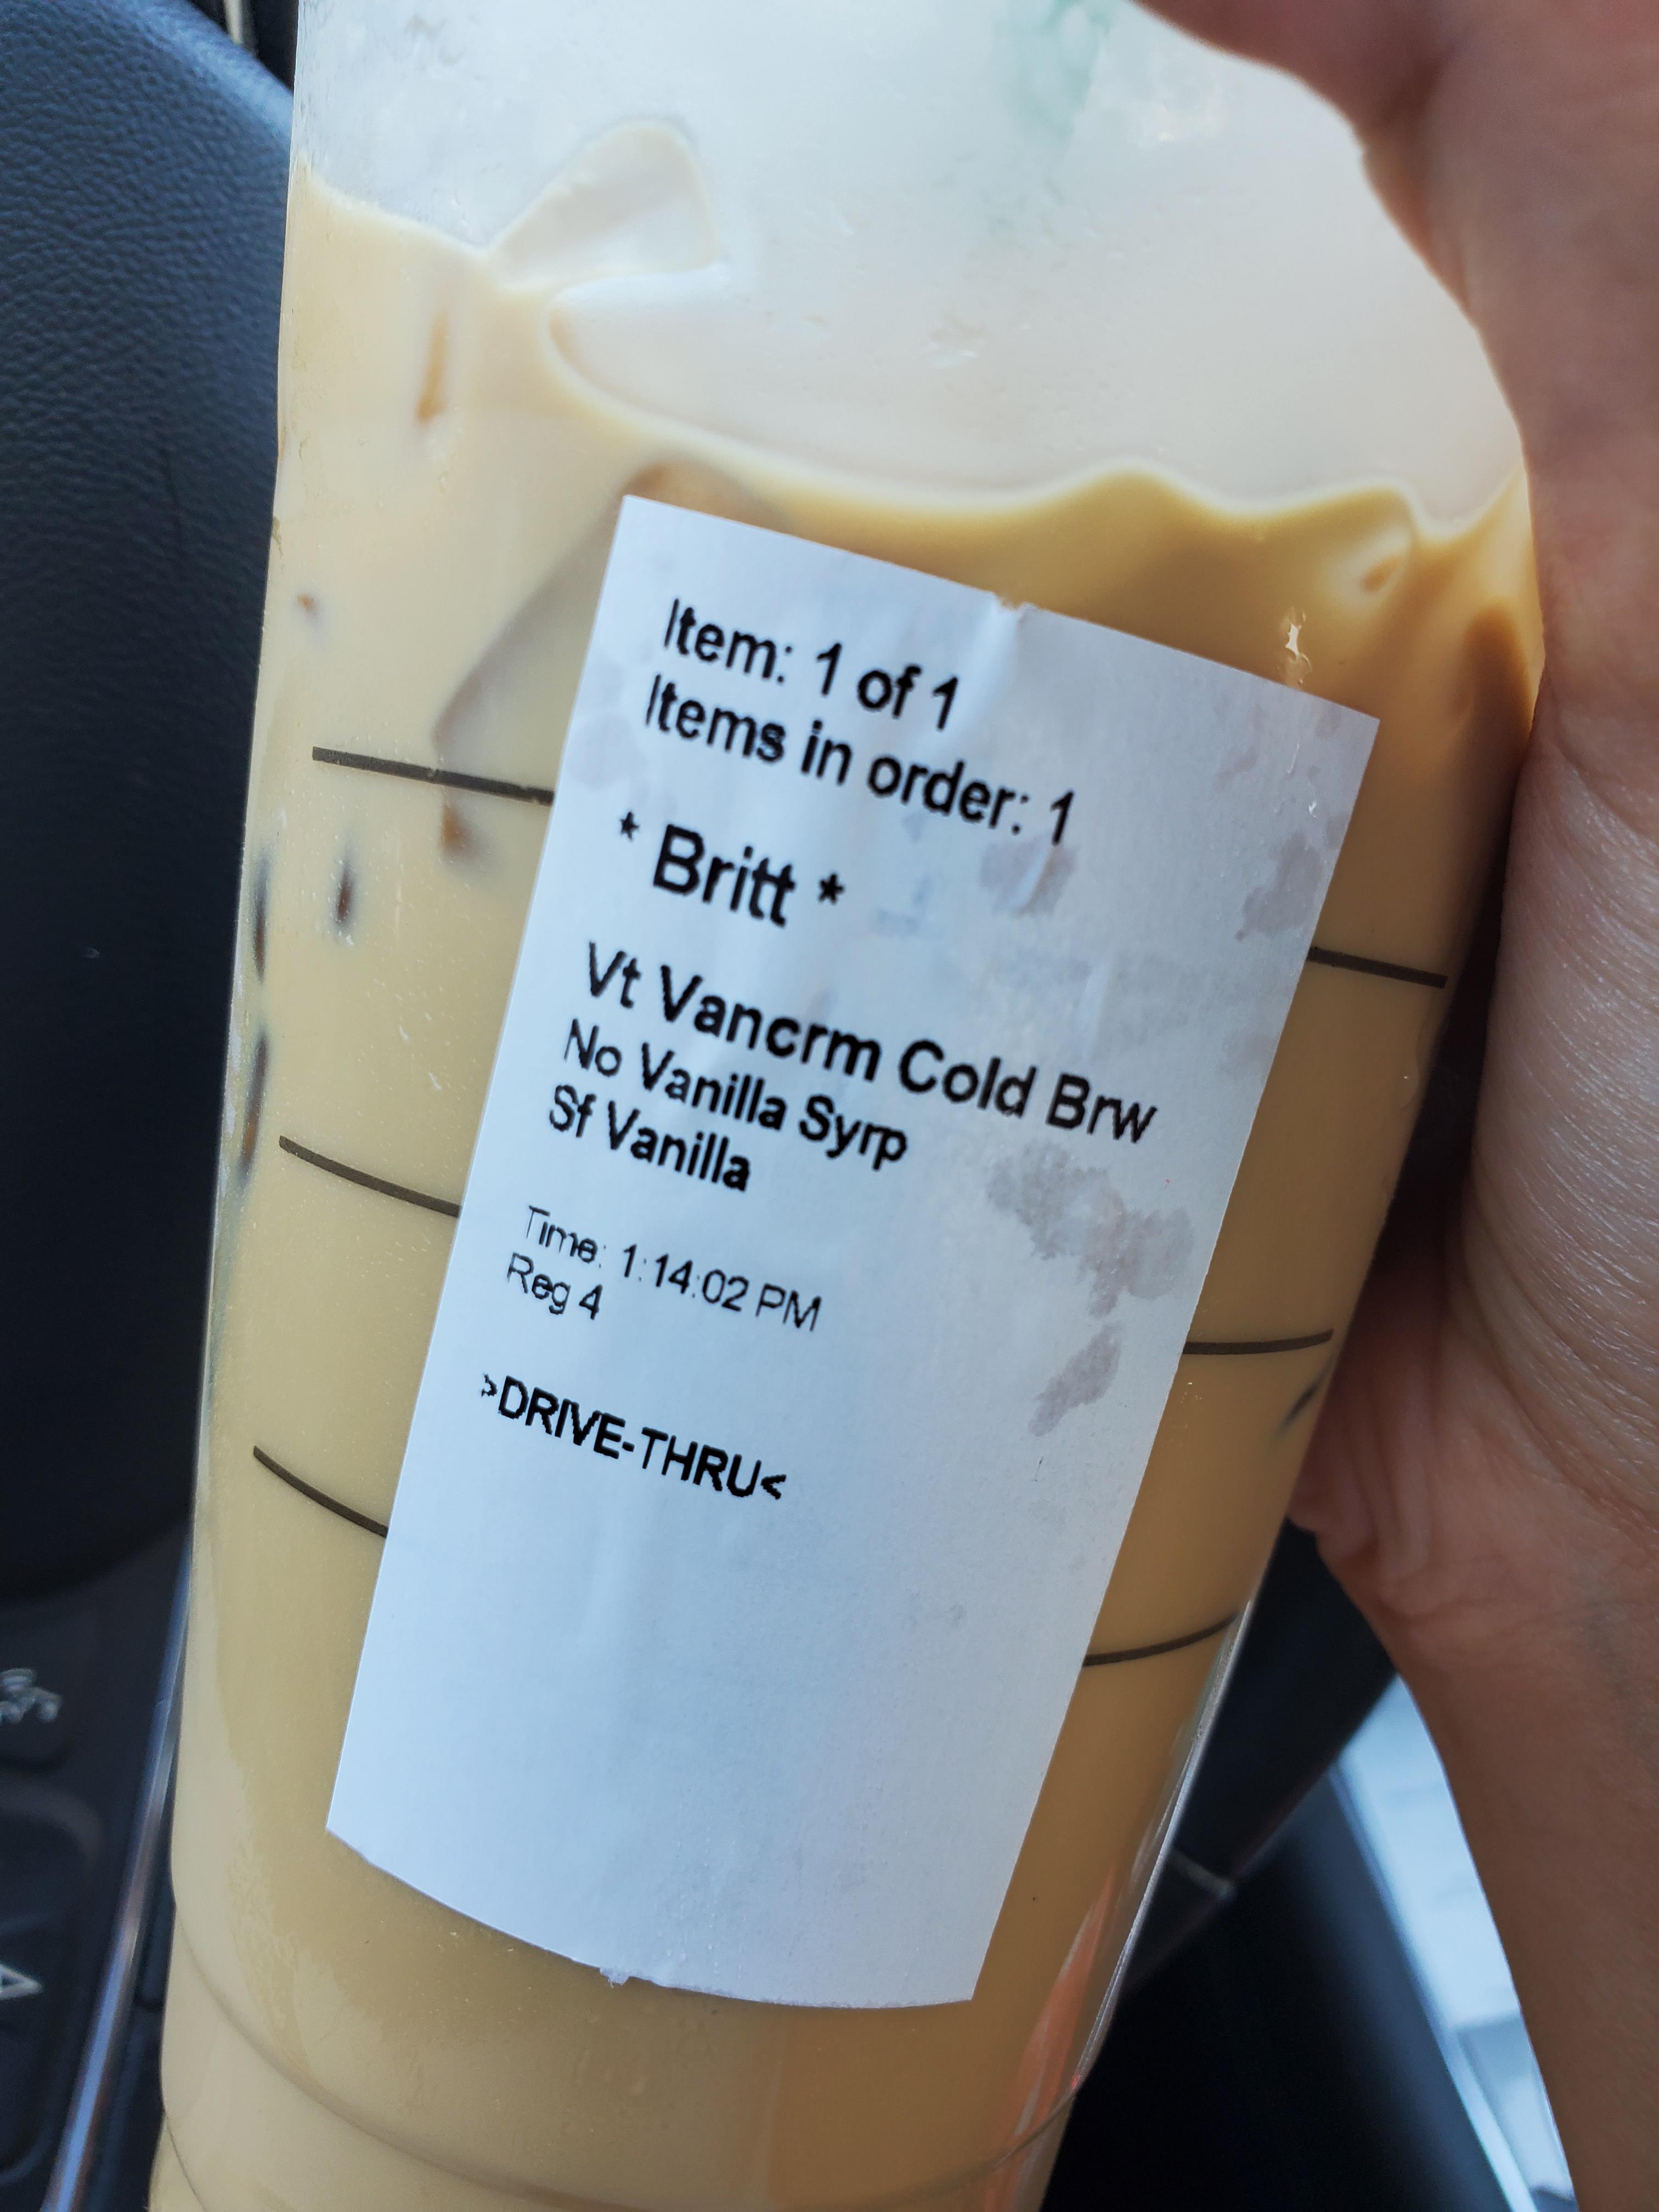 Item: 1 of 1
Items in order: 1
* Britt *
Vt Vancrm Cold Brw
No Vanilla Syrp
Sf Vanilla
Time: 1:14:02 PM
Reg 4
>DRIVE-THRU<